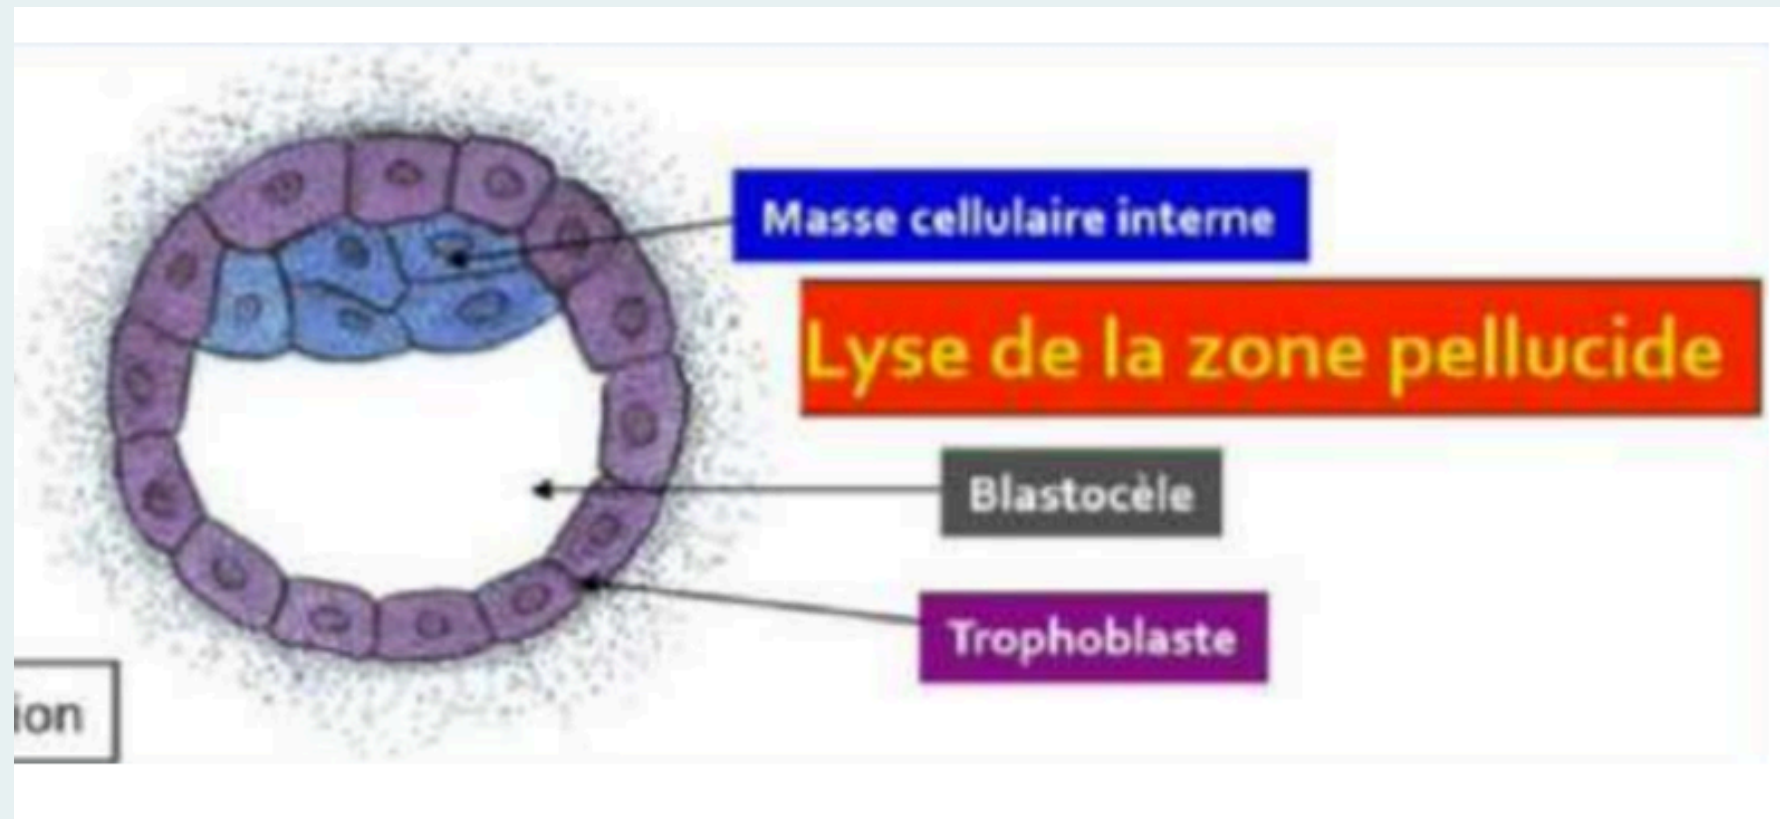 Masse cellulaire interne
Lyse de la zone pellucide
Blastocèle
Trophoblaste
ion